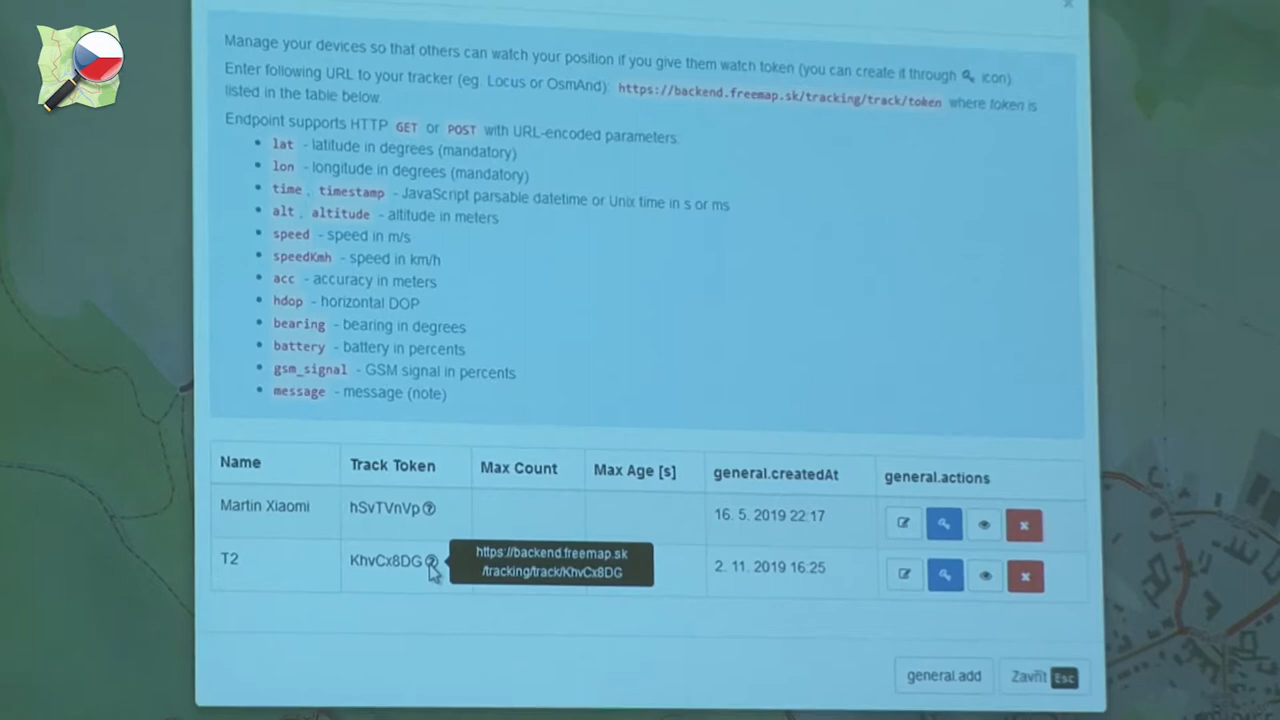 ×
Manage your devices so that others can watch your position if you give them watch token (you can create it through icon).
Enter following URL to your tracker (eg. Locus or OsmAnd): https://backend.freemap.sk/tracking/track/token where token is
listed in the table below.
Endpoint supports HTTP GET or POST with URL-encoded parameters:
• lat - latitude in degrees (mandatory)
• lon - longitude in degrees (mandatory)
• time, timestamp - JavaScript parsable datetime or Unix time in s or ms
• alt, altitude - altitude in meters
• speed - speed in m/s
• speedKmh - speed in km/h
• acc - accuracy in meters
• hdop - horizontal DOP
• bearing - bearing in degrees
• battery - battery in percents
• gsm_signal - GSM signal in percents
• message - message (note)
Name Track Token Max Count Max Age [s] general.createdAt general.actions
Martin Xiaomi hSvTVnVp 16. 5. 2019 22:17
T2 KhvCx8DG 2. 11. 2019 16:25
https://backend.freemap.sk
/tracking/track/KhvCx8DG
general.add Zavřít Esc